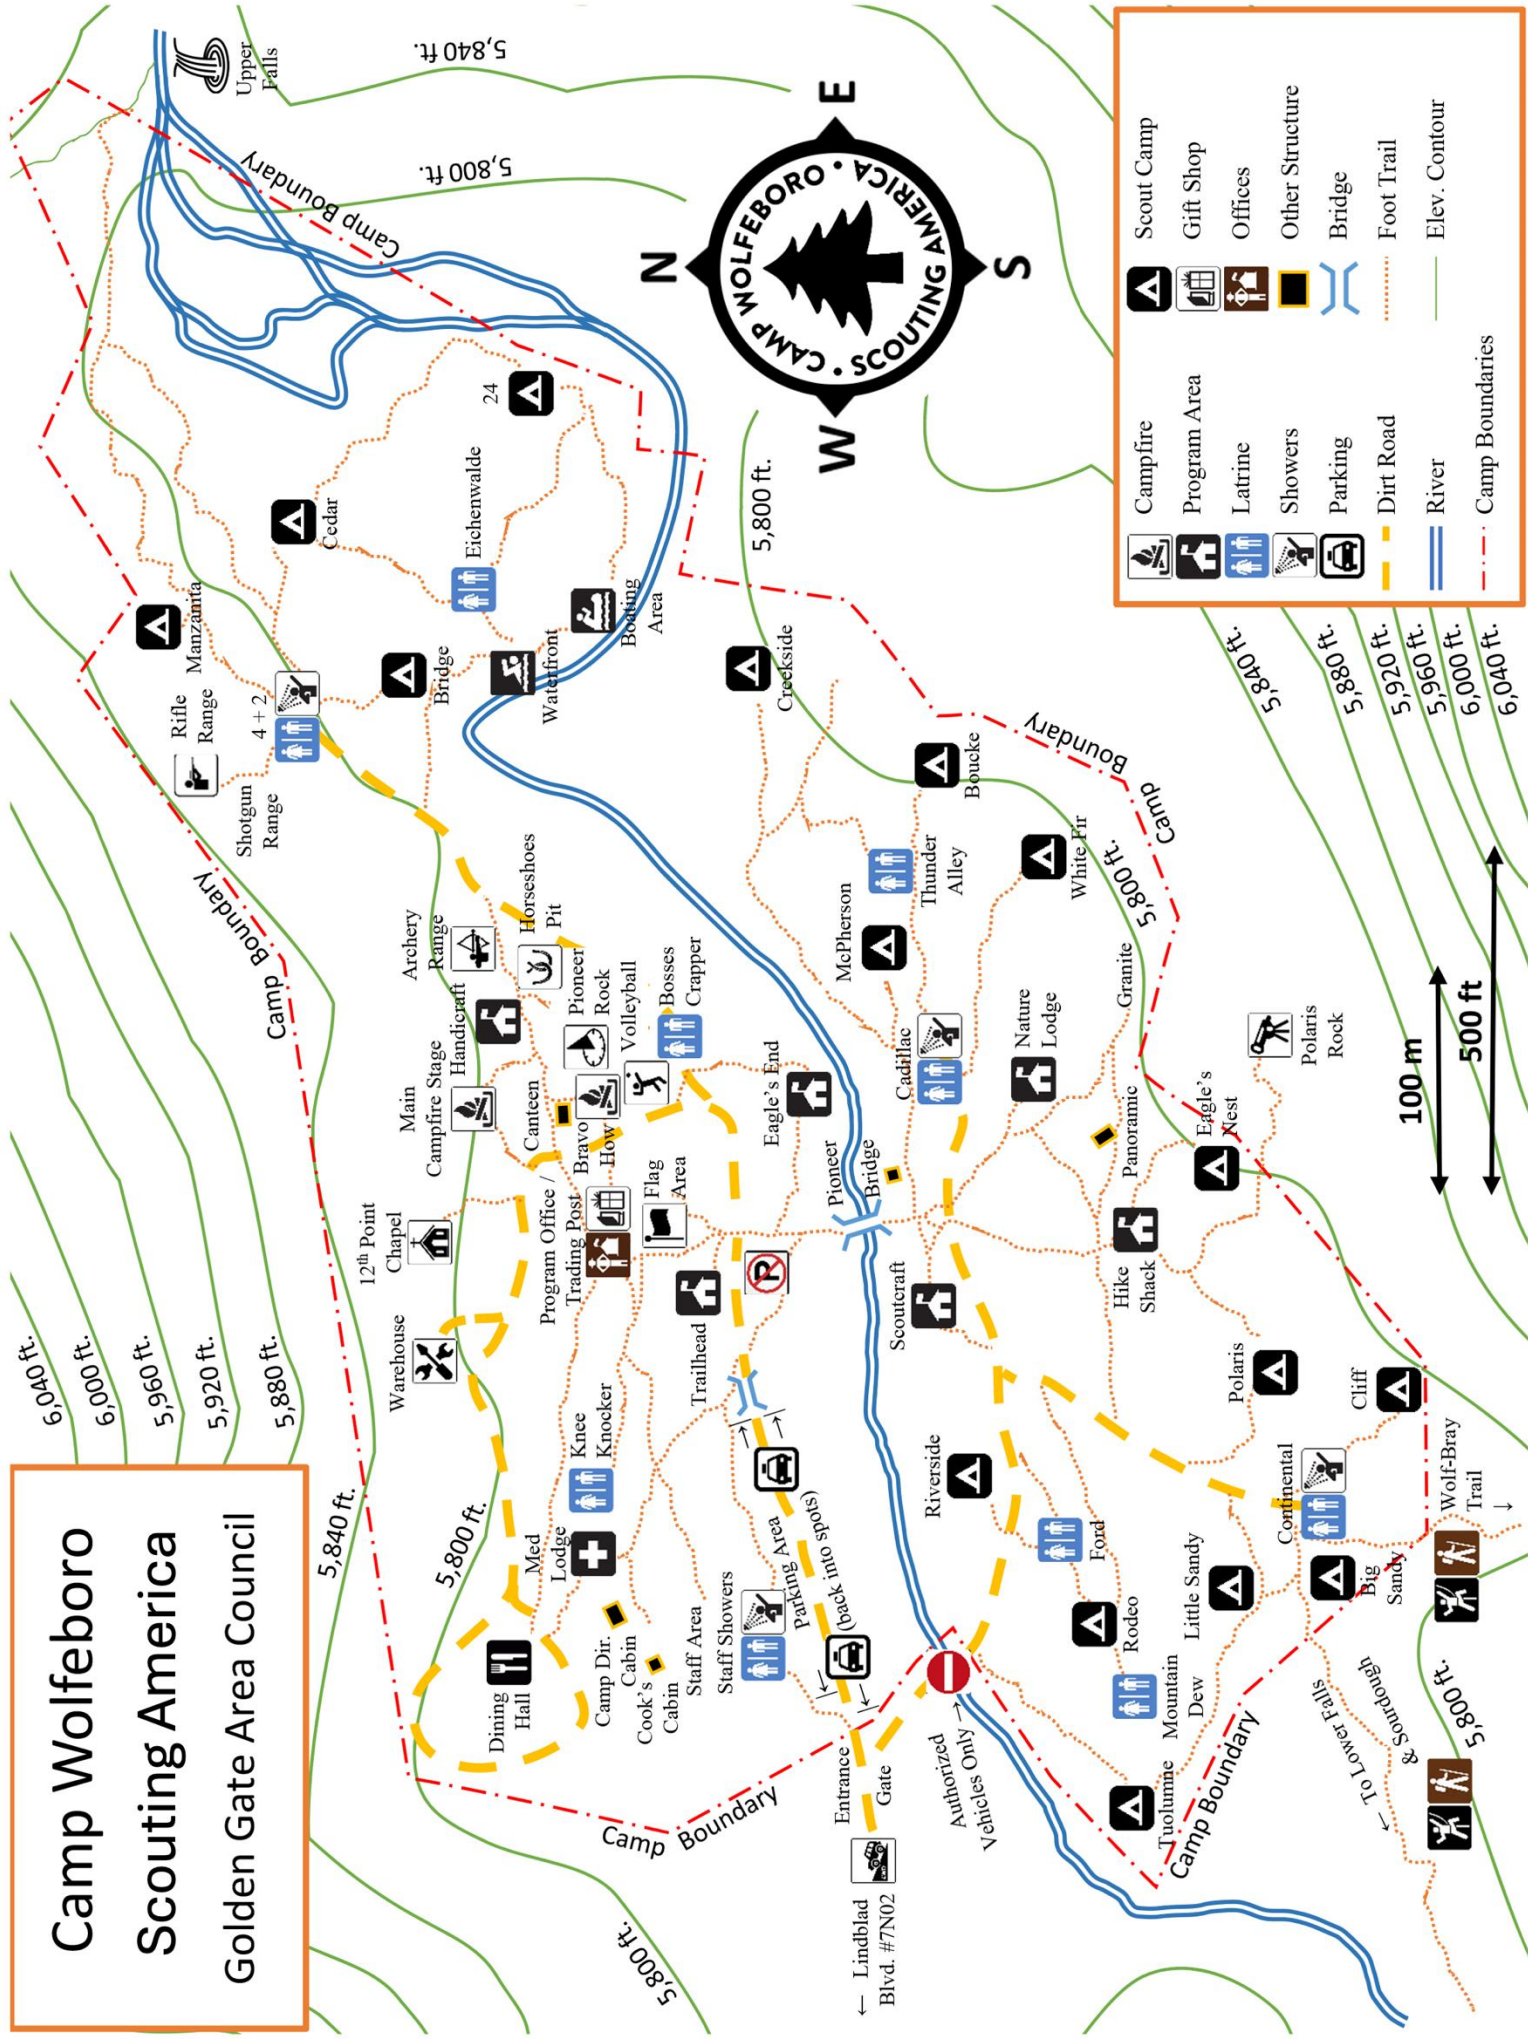 Camp Wolfeboro
Scouting America
Golden Gate Area Council
6,040 ft.
6,000 ft.
5,960 ft.
5,920 ft.
5,880 ft.
5,840 ft.
5,800 ft.
5,800 ft.
Camp Boundary
Camp Boundary
Camp Boundary
5,840 ft.
5,800 ft.
Upper
Falls
Warehouse
12th Point
Chapel
Main
Campfire Stage
Handicraft
Archery
Range
Shotgun
Range
Rifle
Range
4 + 2
Manzanita
Cedar
Bridge
Eichenwalde
24
Waterfront
Boating
Area
Horseshoes
Pit
Pioneer
Rock
Volleyball
Bosses
Crapper
Canteen
Bravo
How
Program Office /
Trading Post
Flag
Area
Eagle's End
Trailhead
P
Knee
Knocker
Med
Lodge
Dining
Hall
Camp Dir.
Cabin
Cook's
Cabin
Staff Area
Staff Showers
Parking Area
(back into spots)
Entrance
Gate
← Lindblad
Blvd. #7N02
Authorized
Vehicles Only →
Pioneer
Bridge
Creekside
Boucke
Thunder
Alley
McPherson
White Fir
Cadillac
Nature
Lodge
Granite
Panoramic
Polaris
Rock
Eagle's
Nest
Hike
Shack
Scoutcraft
Riverside
Ford
Rodeo
Mountain
Dew
Tuolumne
Little Sandy
Big
Sandy
Continental
Polaris
Cliff
Wolf-Bray
Trail
→
← To Lower Falls
& Sourdough
5,800 ft.
Camp Boundary
Camp Boundary
5,800 ft.
5,800 ft.
N
E
S
W
CAMP WOLFEBORO • SCOUTING AMERICA •
5,840 ft.
5,880 ft.
5,920 ft.
5,960 ft.
6,000 ft.
6,040 ft.
100 m
500 ft
Campfire
Program Area
Latrine
Showers
Parking
Dirt Road
River
Camp Boundaries
Scout Camp
Gift Shop
Offices
Other Structure
Bridge
Foot Trail
Elev. Contour